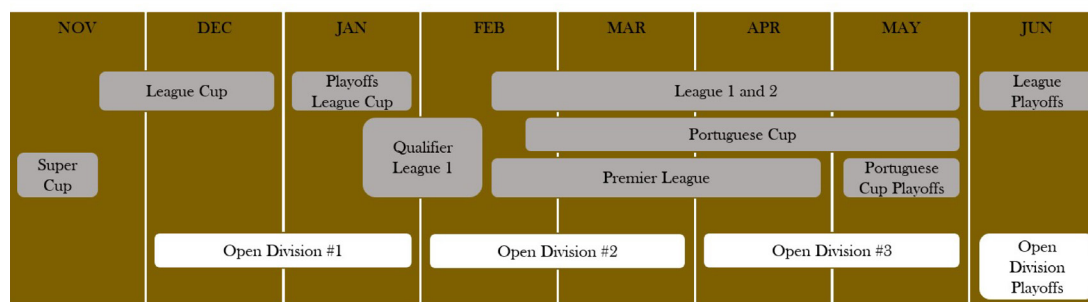 NOV DEC JAN FEB MAR APR MAY JUN
League Cup
Playoffs
League Cup
League 1 and 2
League
Playoffs
Portuguese Cup
Qualifier
League 1
Super
Cup
Premier League
Portuguese
Cup Playoffs
Open Division #1
Open Division #2
Open Division #3
Open
Division
Playoffs